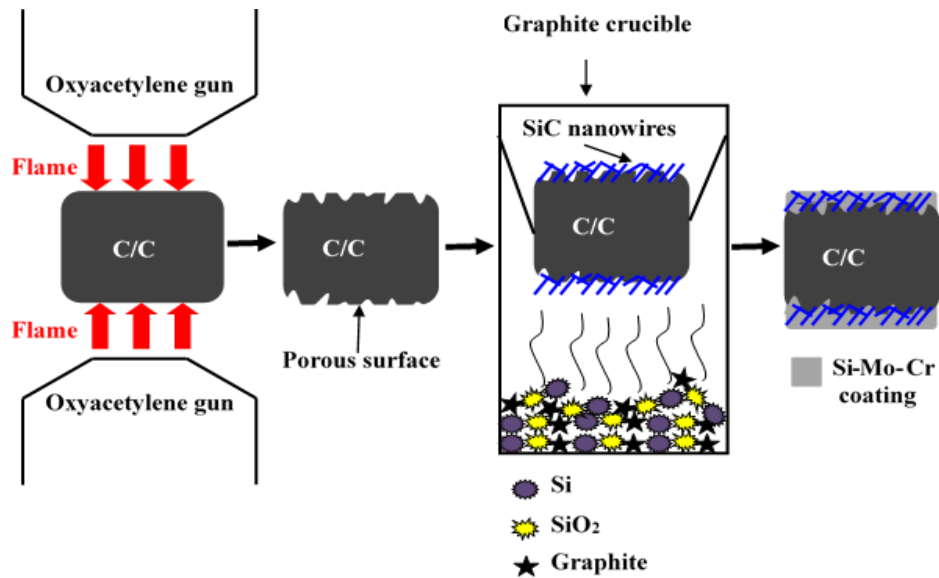 Graphite crucible
Oxyacetylene gun
SiC nanowires
Flame
C/C
C/C
C/C
C/C
Flame
Porous surface
Oxyacetylene gun
Si-Mo-Cr
coating
Si
SiO₂
Graphite